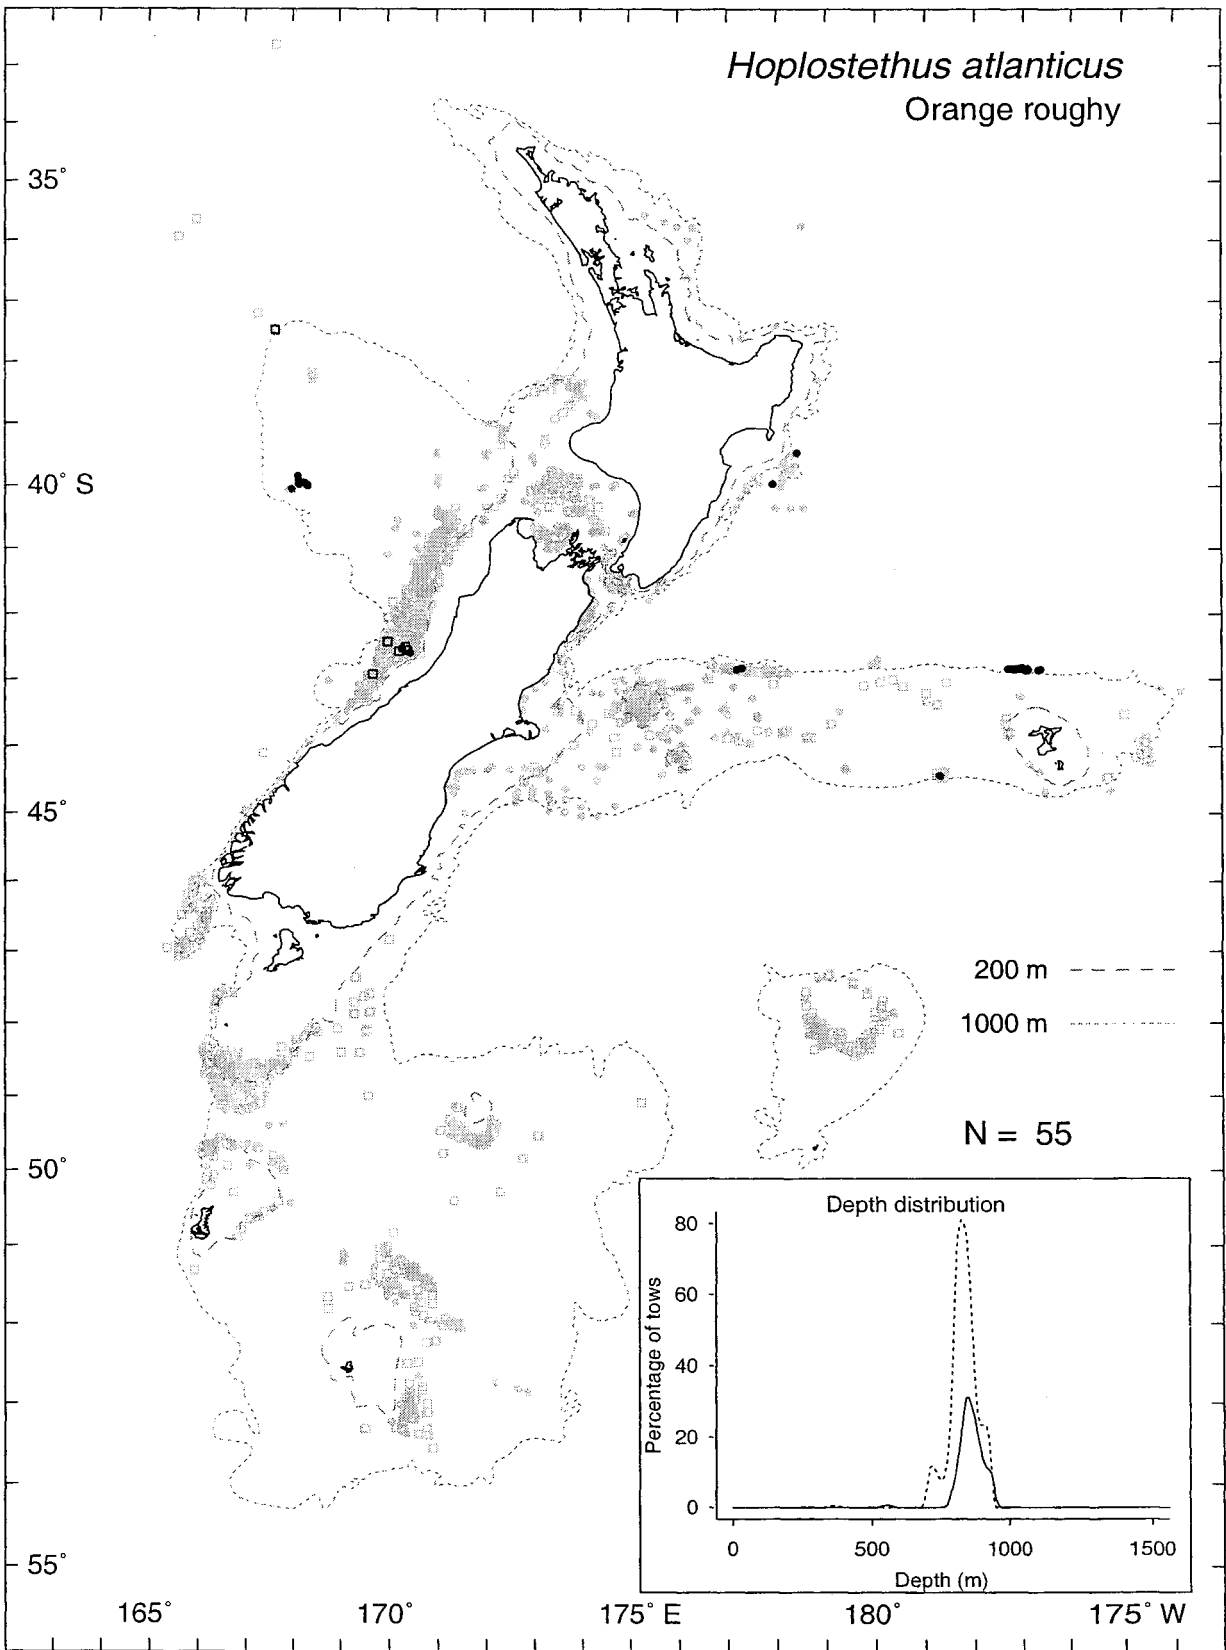 Hoplostethus atlanticus
Orange roughy
35°
40° S
45°
200 m
1000 m
N = 55
50°
Depth distribution
80
60
40
20
0
Percentage of tows
0 500 1000 1500
Depth (m)
55°
165° 170° 175° E 180° 175° W